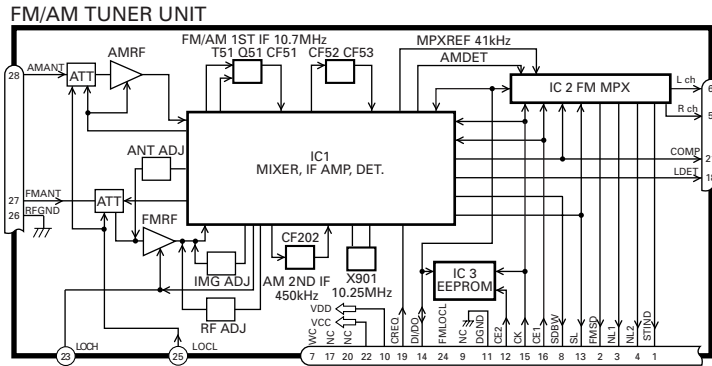 FM/AM TUNER UNIT
AMRF
FM/AM 1ST IF 10.7MHz
T51 Q51 CF51
CF52 CF53
MPXREF 41kHz
AMDET
28
AMANT
ATT
IC 2 FM MPX
L ch
6
R ch
5
ANT ADJ
IC1
MIXER, IF AMP, DET.
COMP
LDET
18
27
FMANT
26
RFGND
ATT
FMRF
IMG ADJ
RF ADJ
CF202
AM 2ND IF
450kHz
X901
10.25MHz
IC 3
EEPROM
VDD
VCC
23
LOCH
25
LOCL
WC
NC
NC
CREQ
DI/DO
FMLOCL
NC
DGND
CE2
CK
CE1
SDBW
SL
FMSD
NL1
NL2
STIND
7 17 20 22 10 19 14 24 9 11 12 15 16 8 13 2 3 4 1